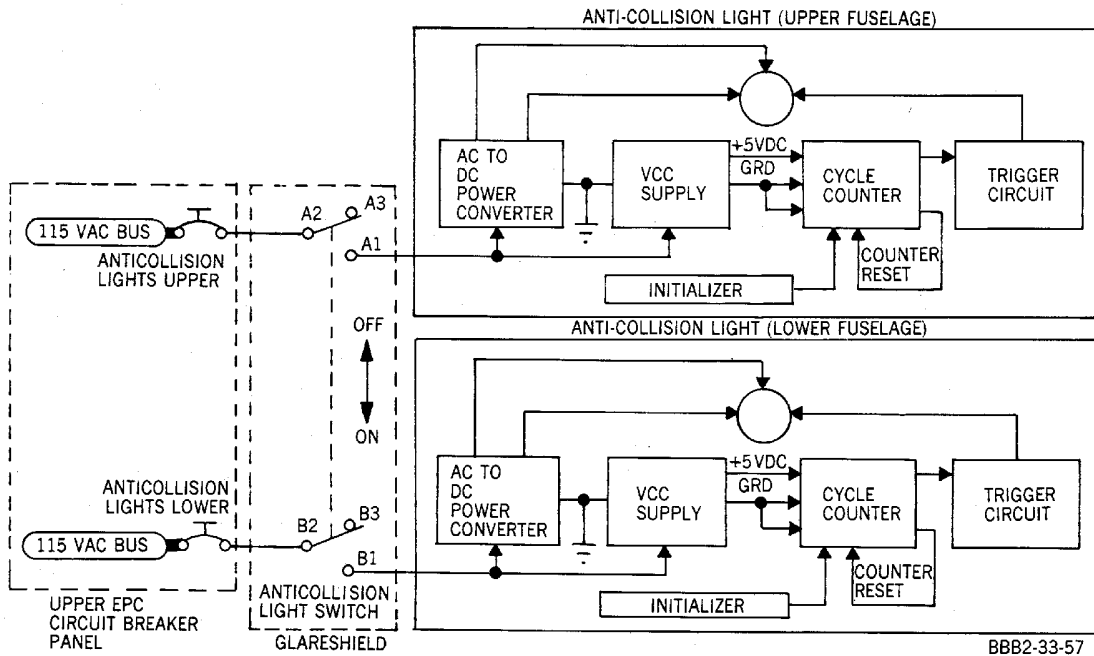 ANTI-COLLISION LIGHT (UPPER FUSELAGE)
AC TO
DC
POWER
CONVERTER
VCC
SUPPLY
+5VDC
GRD
CYCLE
COUNTER
TRIGGER
CIRCUIT
COUNTER
RESET
INITIALIZER
115 VAC BUS
ANTICOLLISION
LIGHTS UPPER
A2
A3
A1
OFF
ON
ANTI-COLLISION LIGHT (LOWER FUSELAGE)
AC TO
DC
POWER
CONVERTER
VCC
SUPPLY
+5VDC
GRD
CYCLE
COUNTER
TRIGGER
CIRCUIT
COUNTER
RESET
INITIALIZER
ANTICOLLISION
LIGHTS LOWER
115 VAC BUS
B2
B3
B1
UPPER EPC
CIRCUIT BREAKER
PANEL
ANTICOLLISION
LIGHT SWITCH
GLARESHIELD
BBB2-33-57